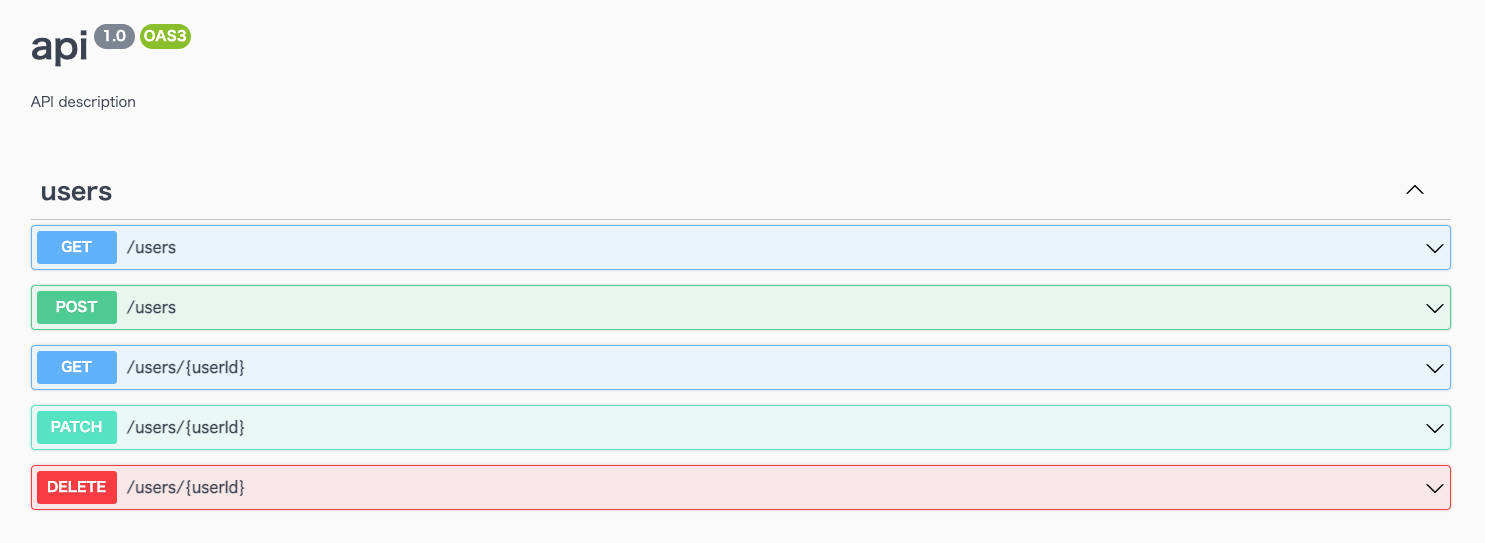 api 1.0 OAS3
API description
users
GET /users
POST /users
GET /users/{userId}
PATCH /users/{userId}
DELETE /users/{userId}